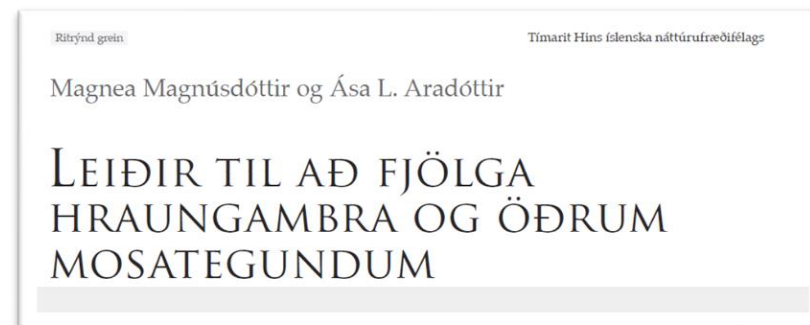 Ritrýnd grein
Tímarit Hins íslenska náttúrufræðifélags
Magnea Magnúsdóttir og Ása L. Aradóttir
LEIÐIR TIL AÐ FJÖLGA
HRAUNGAMBRA OG ÖÐRUM
MOSATEGUNDUM